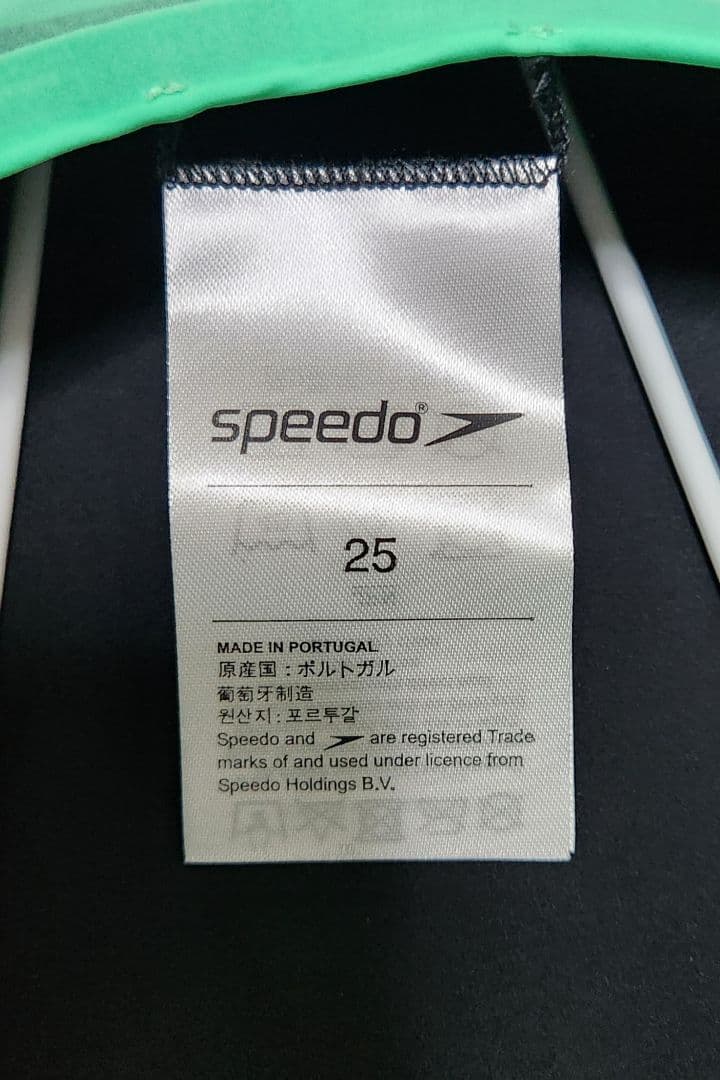 speedo®
25
MADE IN PORTUGAL
原産国：ポルトガル
葡萄牙制造
원산지 : 포르투갈
Speedo and are registered Trade
marks of and used under licence from
Speedo Holdings B.V.